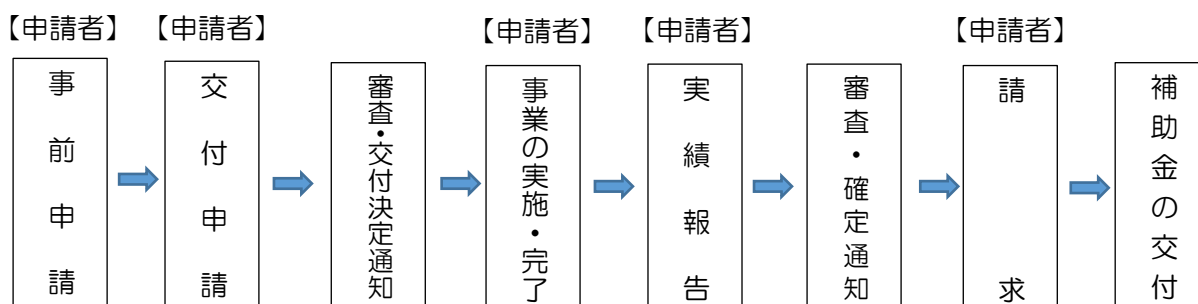 【申請者】
事前申請
【申請者】
交付申請
審査・交付決定通知
【申請者】
事業の実施・完了
【申請者】
実績報告
審査・確定通知
【申請者】
請求
補助金の交付